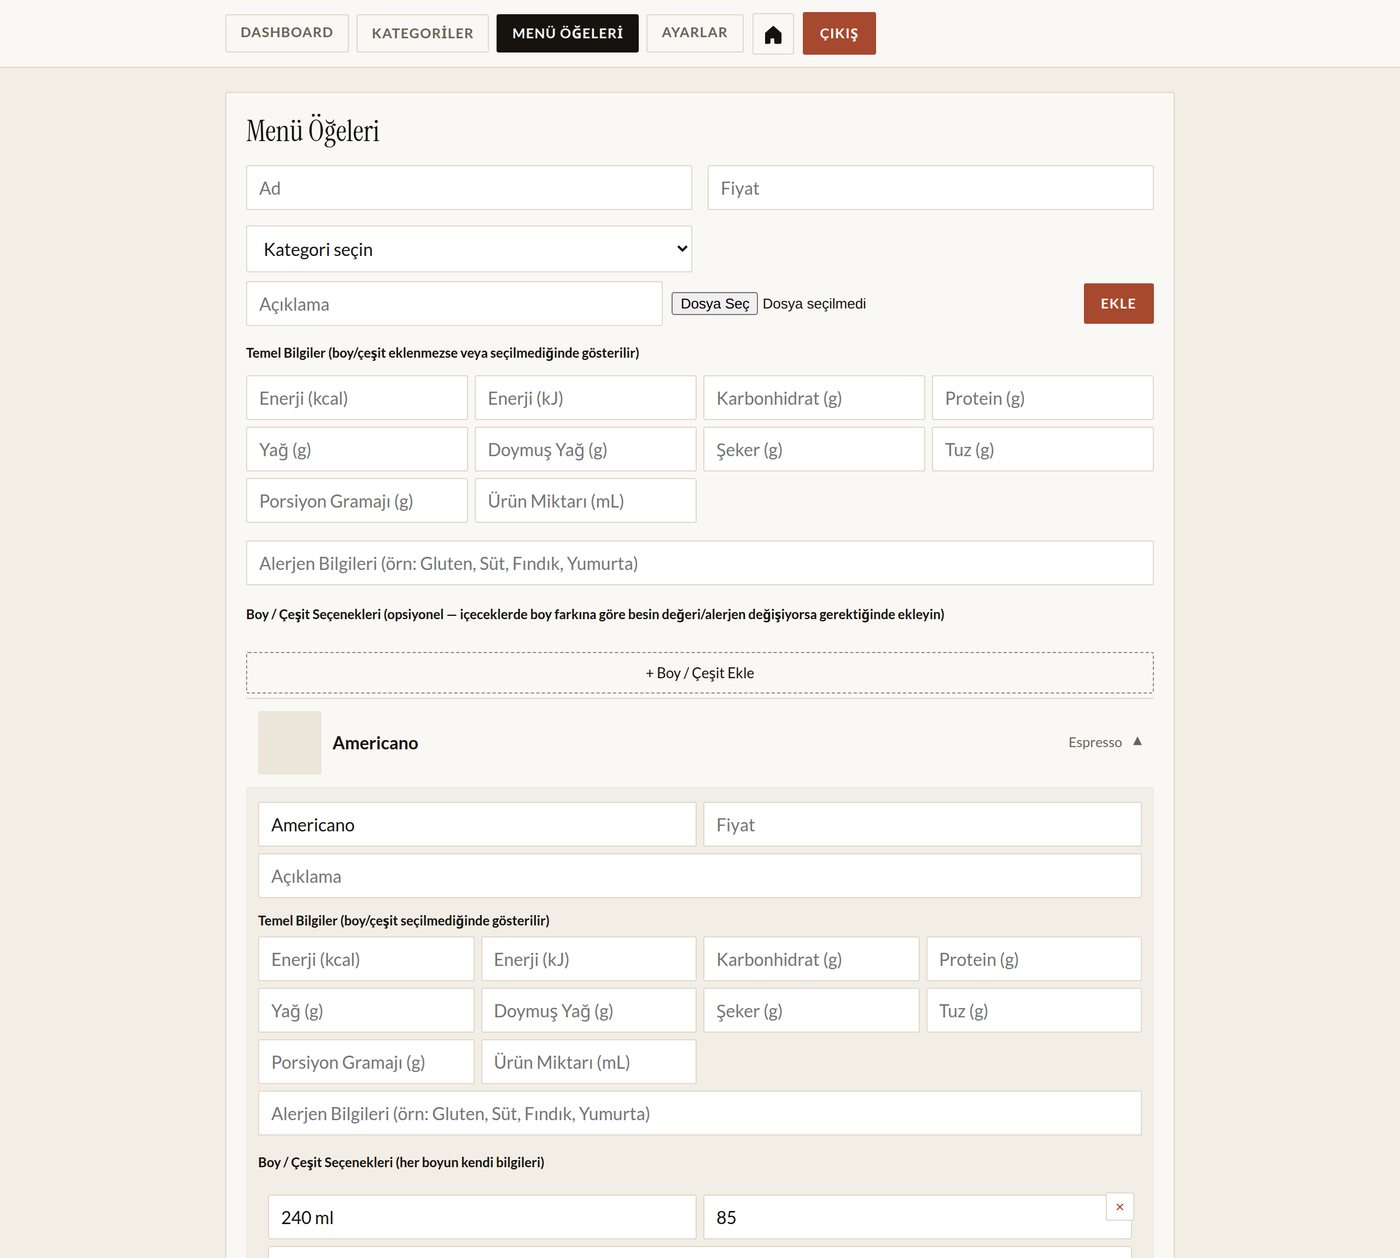 DASHBOARD KATEGORİLER MENÜ ÖĞELERİ AYARLAR ÇIKIŞ
Menü Öğeleri
Ad Fiyat
Kategori seçin
Açıklama Dosya Seç Dosya seçilmedi EKLE
Temel Bilgiler (boy/çeşit eklenmezse veya seçilmediğinde gösterilir)
Enerji (kcal) Enerji (kJ) Karbonhidrat (g) Protein (g)
Yağ (g) Doymuş Yağ (g) Şeker (g) Tuz (g)
Porsiyon Gramajı (g) Ürün Miktarı (mL)
Alerjen Bilgileri (örn: Gluten, Süt, Fındık, Yumurta)
Boy / Çeşit Seçenekleri (opsiyonel — içeceklerde boy farkına göre besin değeri/alerjen değişiyorsa gerektiğinde ekleyin)
+ Boy / Çeşit Ekle
Americano Espresso ▲
Americano Fiyat
Açıklama
Temel Bilgiler (boy/çeşit seçilmediğinde gösterilir)
Enerji (kcal) Enerji (kJ) Karbonhidrat (g) Protein (g)
Yağ (g) Doymuş Yağ (g) Şeker (g) Tuz (g)
Porsiyon Gramajı (g) Ürün Miktarı (mL)
Alerjen Bilgileri (örn: Gluten, Süt, Fındık, Yumurta)
Boy / Çeşit Seçenekleri (her boyun kendi bilgileri)
240 ml 85 ×